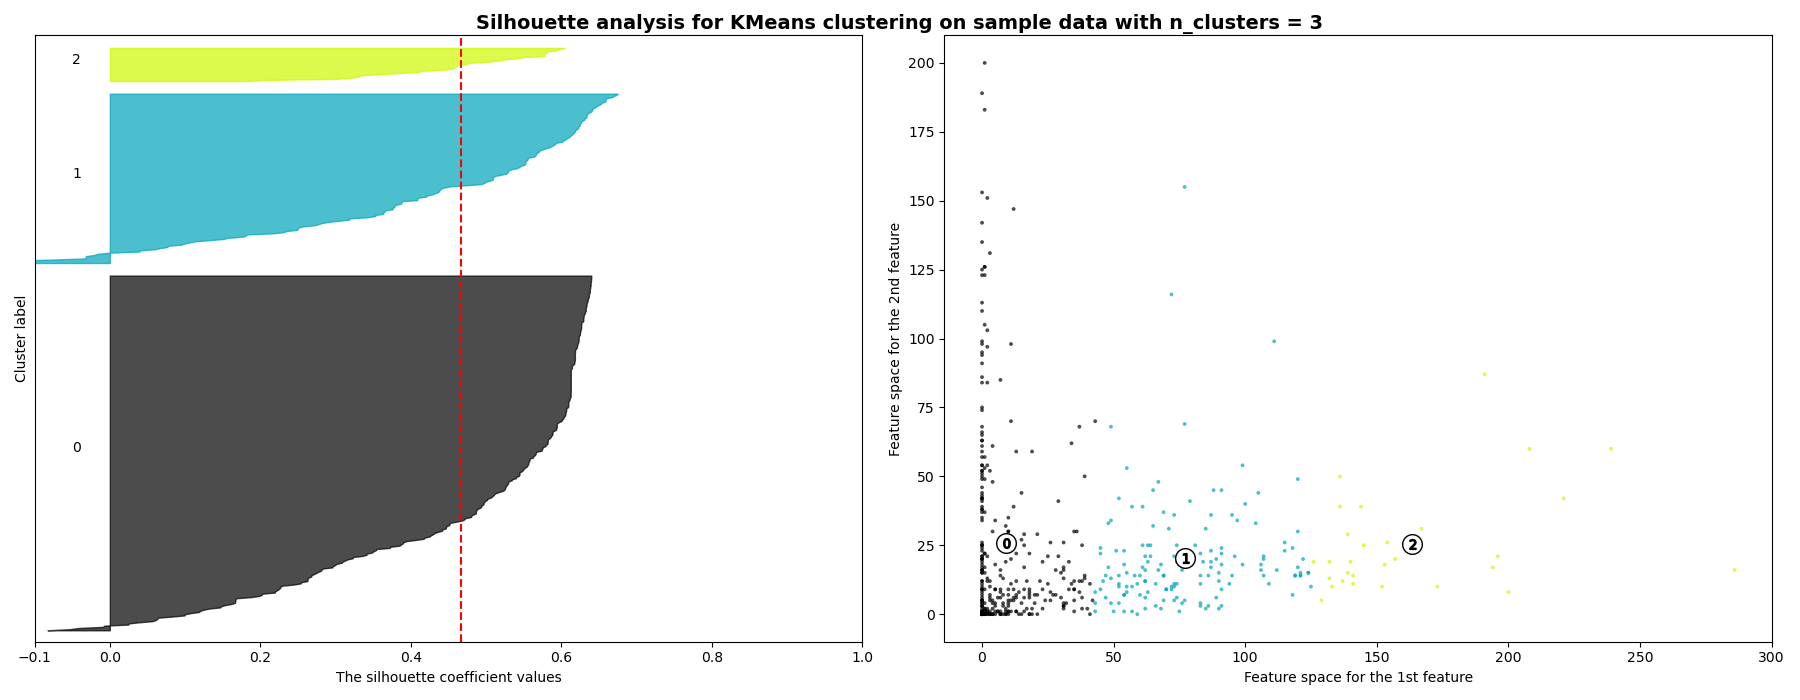 Silhouette analysis for KMeans clustering on sample data with n_clusters = 3
2
1
0
Cluster label
−0.1 0.0 0.2 0.4 0.6 0.8 1.0
The silhouette coefficient values
200
175
150
125
100
75
50
25
0
Feature space for the 2nd feature
0 1 2
0 50 100 150 200 250 300
Feature space for the 1st feature